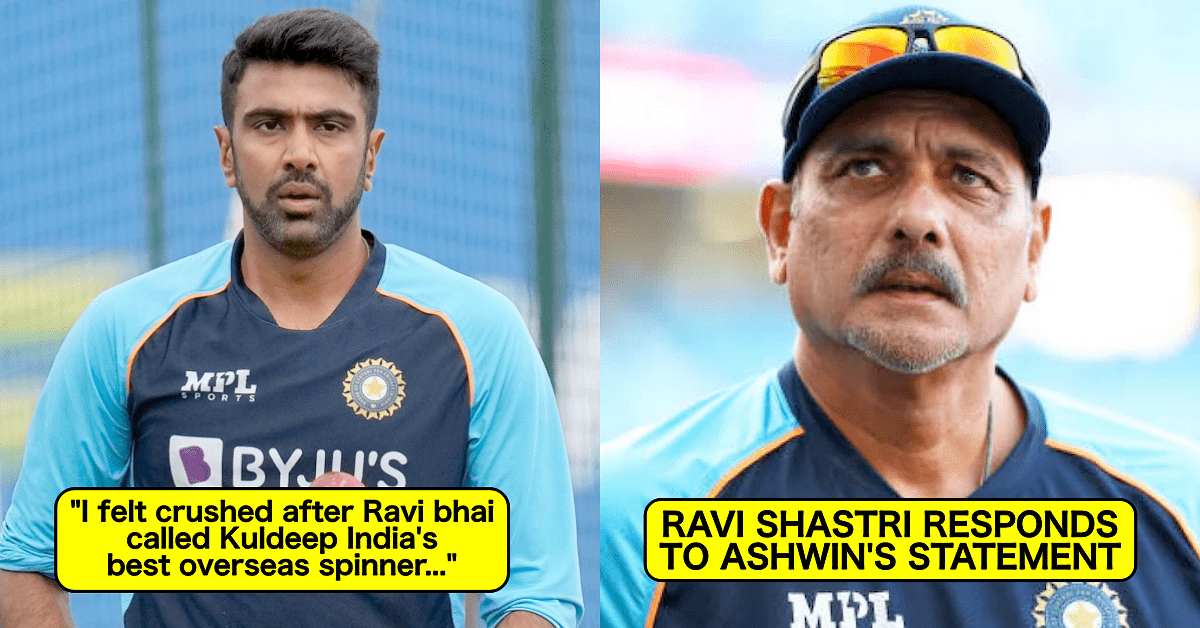 MPL
SPORTS
BYJU'S
"I felt crushed after Ravi bhai
called Kuldeep India's
best overseas spinner..."
RAVI SHASTRI RESPONDS
TO ASHWIN'S STATEMENT
MPL